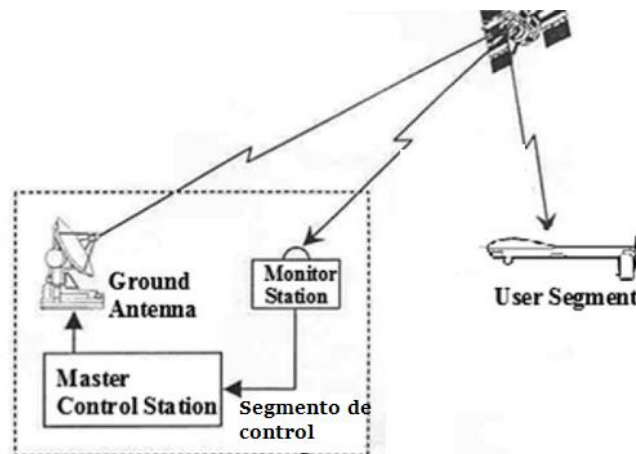 Ground
Antenna
Monitor
Station
User Segment
Master
Control Station
Segmento de
control